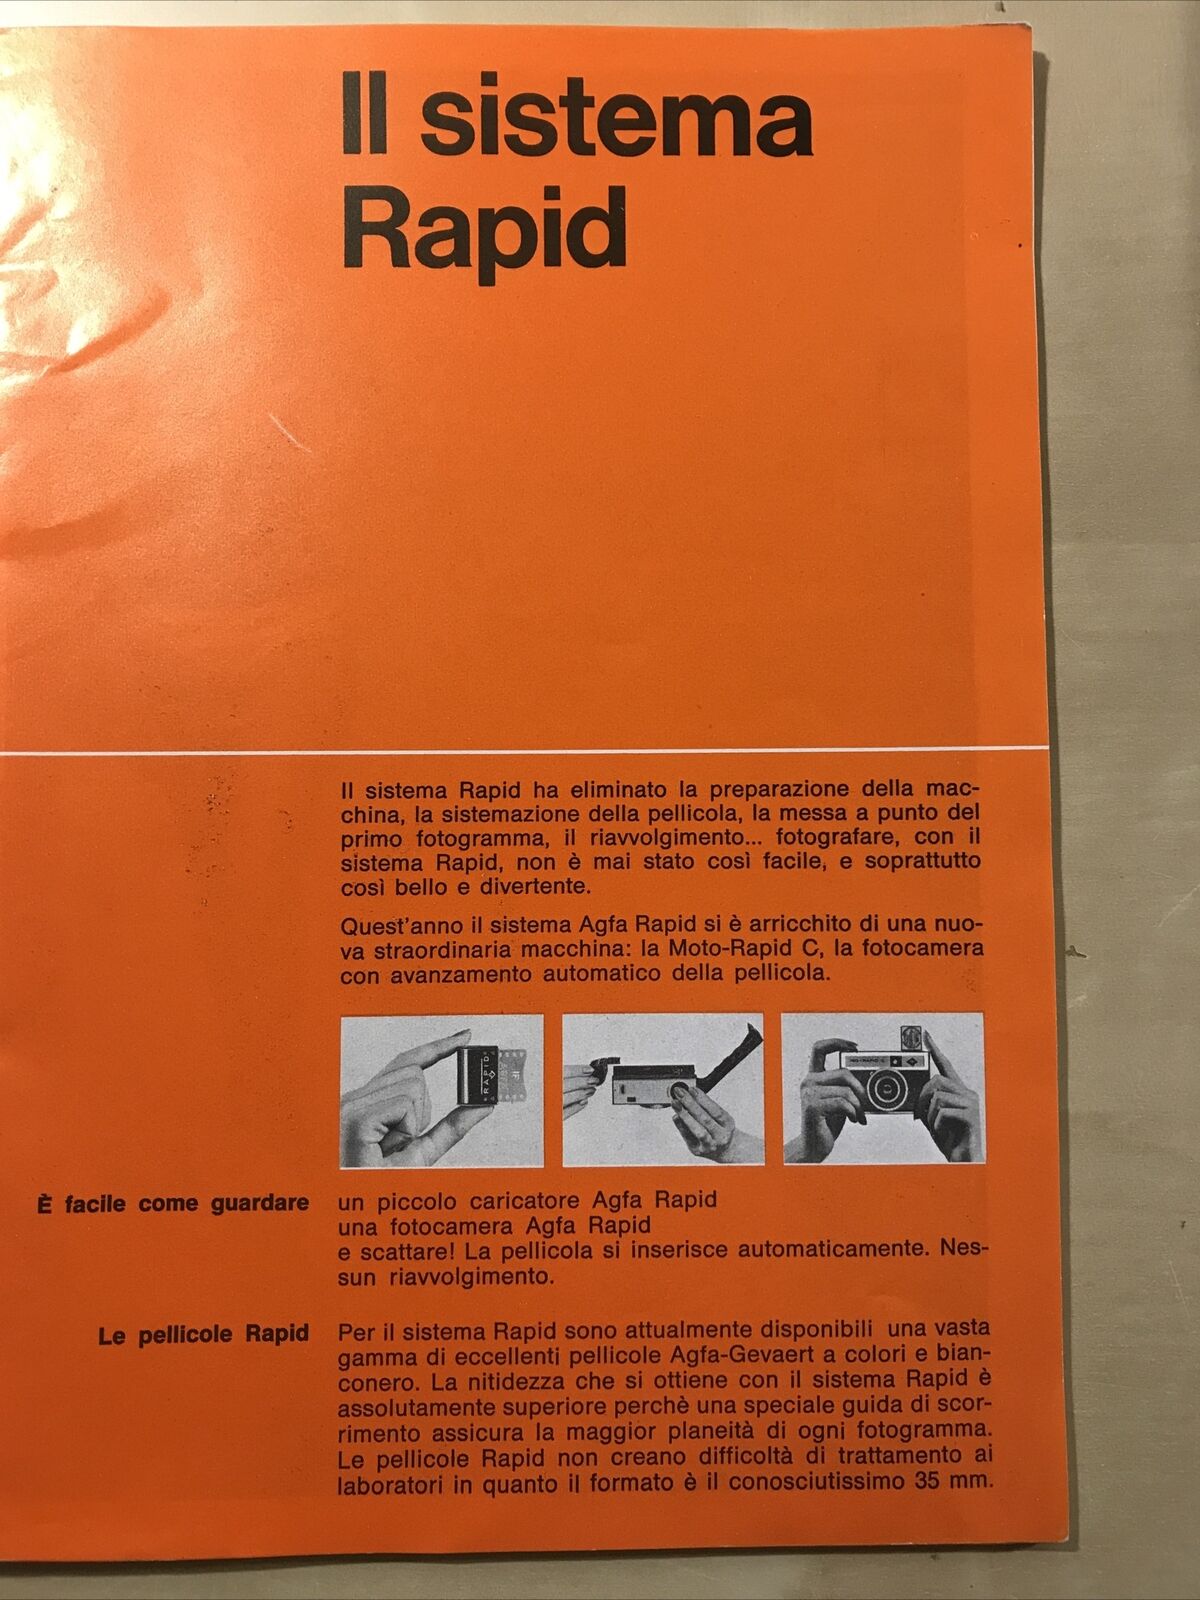 Il sistema
Rapid
Il sistema Rapid ha eliminato la preparazione della mac-
china, la sistemazione della pellicola, la messa a punto del
primo fotogramma, il riavvolgimento... fotografare, con il
sistema Rapid, non è mai stato così facile, e soprattutto
così bello e divertente.
Quest'anno il sistema Agfa Rapid si è arricchito di una nuo-
va straordinaria macchina: la Moto-Rapid C, la fotocamera
con avanzamento automatico della pellicola.
RAPID
È facile come guardare
un piccolo caricatore Agfa Rapid
una fotocamera Agfa Rapid
e scattare! La pellicola si inserisce automaticamente. Nes-
sun riavvolgimento.
Le pellicole Rapid
Per il sistema Rapid sono attualmente disponibili una vasta
gamma di eccellenti pellicole Agfa-Gevaert a colori e bian-
conero. La nitidezza che si ottiene con il sistema Rapid è
assolutamente superiore perchè una speciale guida di scor-
rimento assicura la maggior planeità di ogni fotogramma.
Le pellicole Rapid non creano difficoltà di trattamento ai
laboratori in quanto il formato è il conosciutissimo 35 mm.